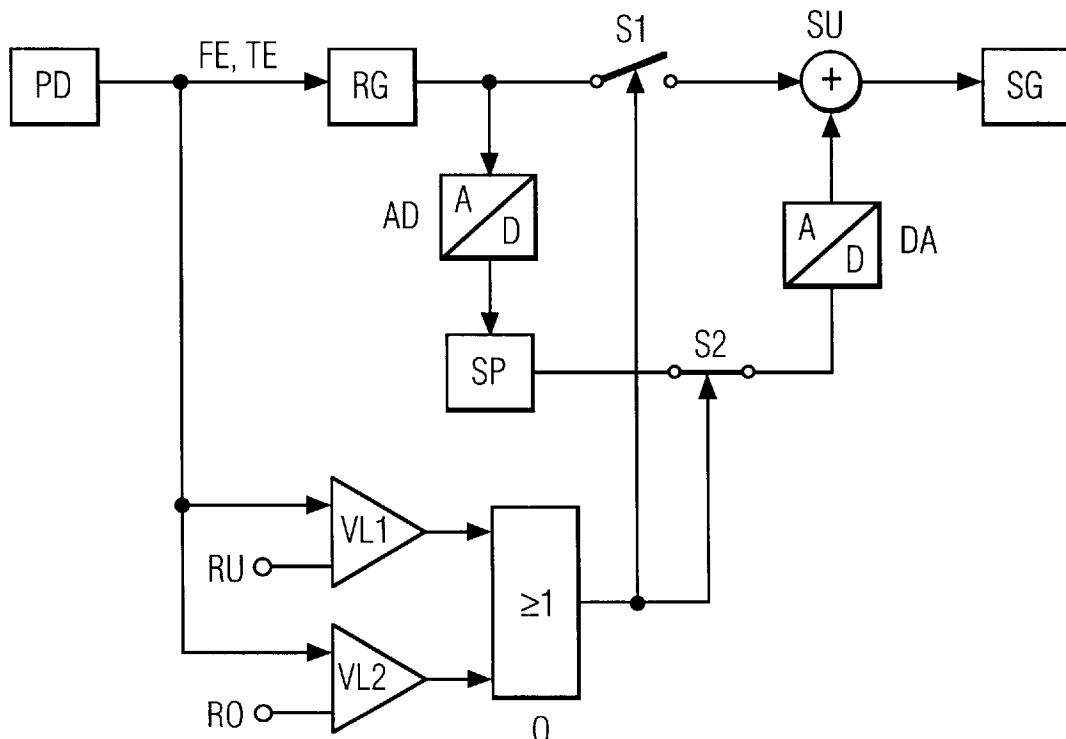 S1
SU
FE, TE
PD
RG
+
SG
AD
A
D
A
D
DA
SP
S2
VL1
RU
≥1
VL2
RO
O